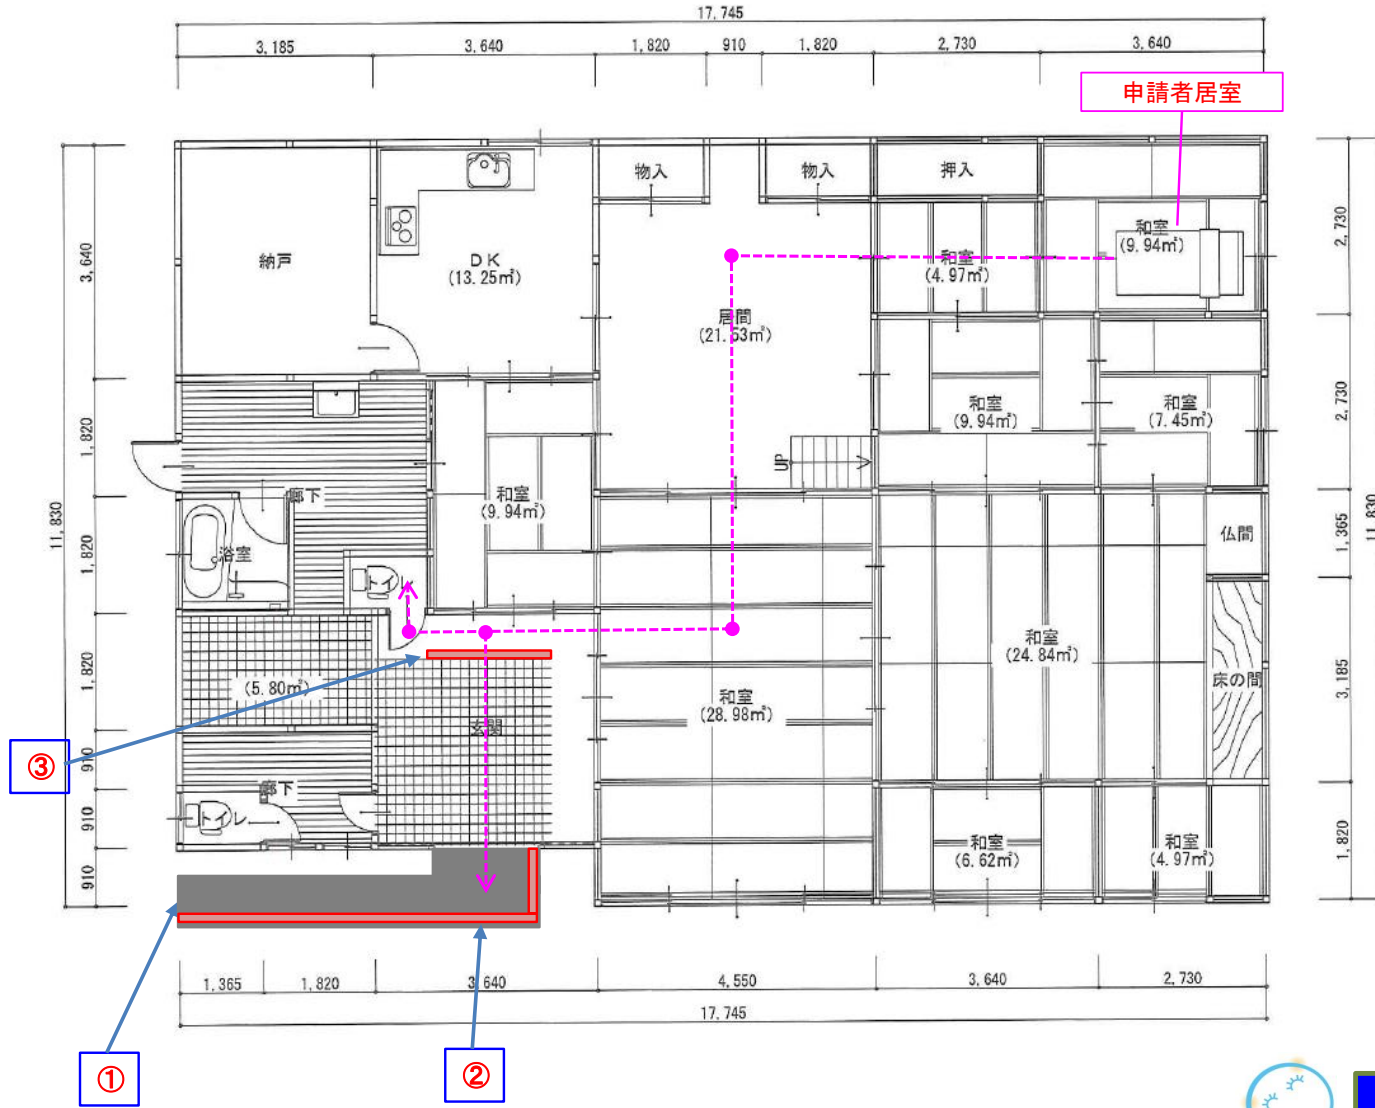 17,745
3,185
3,640
1,820
910
1,820
2,730
3,640
申請者居室
物入
物入
押入
納戸
DK
(13.25㎡)
居間
(21.53㎡)
和室
(4.97㎡)
和室
(9.94㎡)
和室
(9.94㎡)
和室
(7.45㎡)
UP
廊下
和室
(9.94㎡)
浴室
トイレ
仏間
(5.80㎡)
玄関
和室
(28.98㎡)
和室
(24.84㎡)
床の間
廊下
トイレ
和室
(6.62㎡)
和室
(4.97㎡)
11,830
3,640
1,820
1,820
1,820
910
910
910
2,730
2,730
1,365
3,185
1,820
11,830
③
①
②
1,365
1,820
3,640
4,550
3,640
2,730
17,745